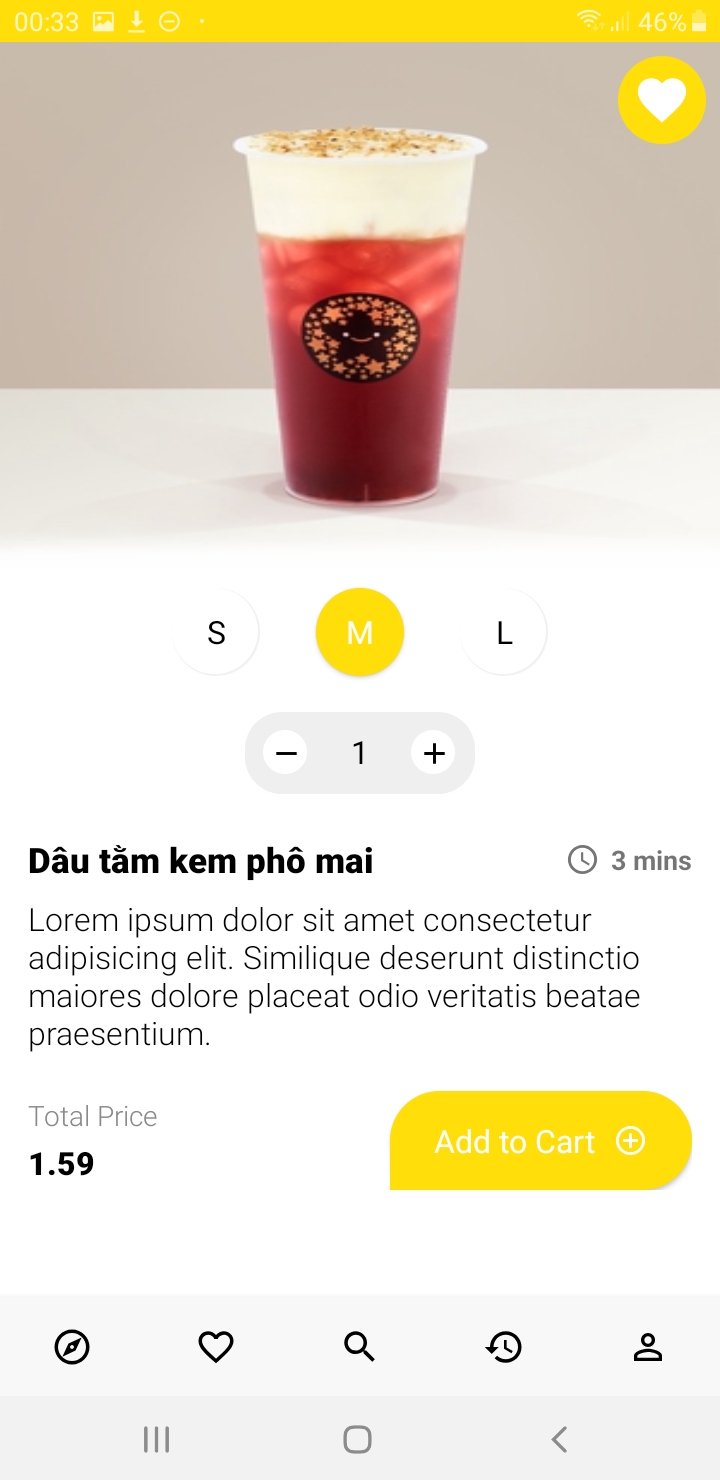 00:33
46%
S M L
1
Dâu tằm kem phô mai
3 mins
Lorem ipsum dolor sit amet consectetur
adipisicing elit. Similique deserunt distinctio
maiores dolore placeat odio veritatis beatae
praesentium.
Total Price
1.59
Add to Cart